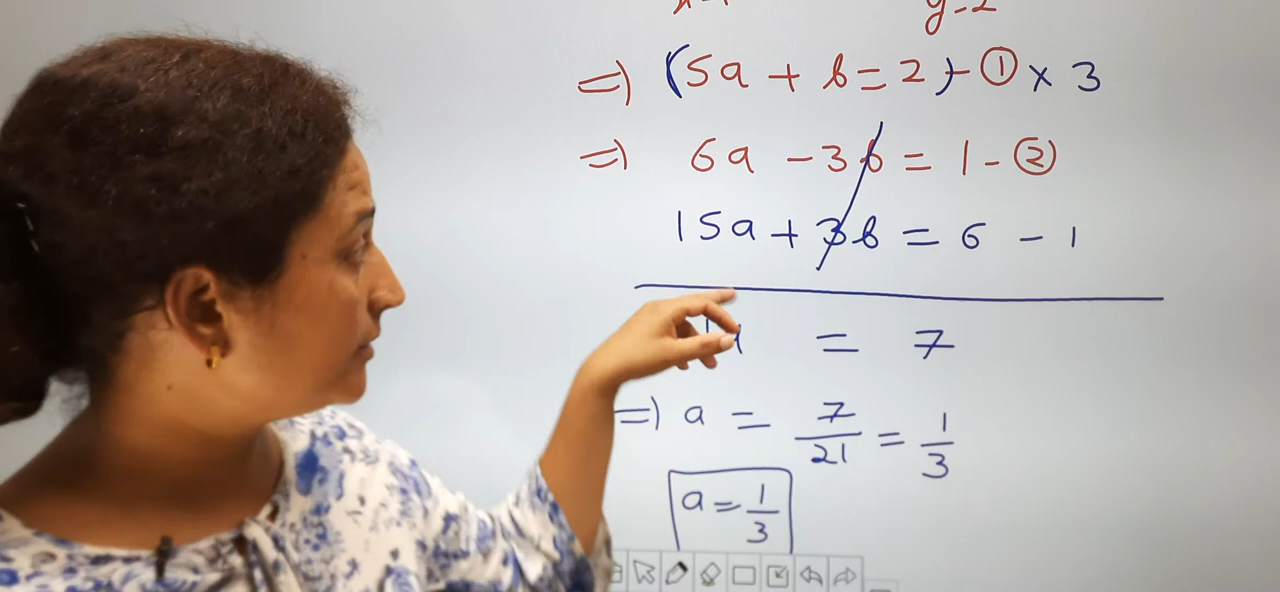 y = 2
=> (5a + b = 2) - ① × 3
=> 6a - 3b = 1 - ②
15a + 3b = 6 - 1
a = 7
=> a = 7/21 = 1/3
a = 1/3